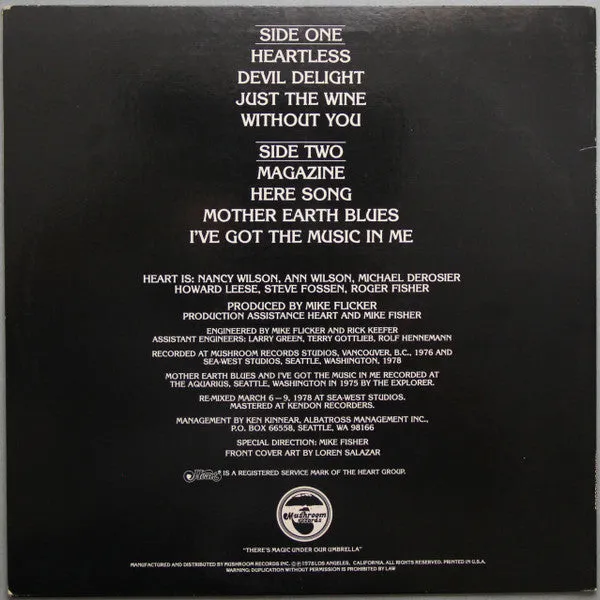 SIDE ONE
HEARTLESS
DEVIL DELIGHT
JUST THE WINE
WITHOUT YOU
SIDE TWO
MAGAZINE
HERE SONG
MOTHER EARTH BLUES
I'VE GOT THE MUSIC IN ME
HEART IS: NANCY WILSON, ANN WILSON, MICHAEL DEROSIER
HOWARD LEESE, STEVE FOSSEN, ROGER FISHER
PRODUCED BY MIKE FLICKER
PRODUCTION ASSISTANCE HEART AND MIKE FISHER
ENGINEERED BY MIKE FLICKER AND RICK KEEFER
ASSISTANT ENGINEERS: LARRY GREEN, TERRY GOTTLIEB, ROLF HENNEMANN
RECORDED AT MUSHROOM RECORDS STUDIOS, VANCOUVER, B.C., 1976 AND
SEA-WEST STUDIOS, SEATTLE, WASHINGTON, 1978
MOTHER EARTH BLUES AND I'VE GOT THE MUSIC IN ME RECORDED AT
THE AQUARIUS, SEATTLE, WASHINGTON IN 1975 BY THE EXPLORER.
RE-MIXED MARCH 6–9, 1978 AT SEA-WEST STUDIOS.
MASTERED AT KENDON RECORDERS.
MANAGEMENT BY KEN KINNEAR, ALBATROSS MANAGEMENT INC.,
P.O. BOX 66558, SEATTLE, WA 98166
SPECIAL DIRECTION: MIKE FISHER
FRONT COVER ART BY LOREN SALAZAR
Heart® IS A REGISTERED SERVICE MARK OF THE HEART GROUP.
Mushroom
RECORDS
"THERE'S MAGIC UNDER OUR UMBRELLA"
MANUFACTURED AND DISTRIBUTED BY MUSHROOM RECORDS INC. © ℗ 1978 LOS ANGELES, CALIFORNIA. ALL RIGHTS RESERVED. PRINTED IN U.S.A.
WARNING: DUPLICATION WITHOUT PERMISSION IS PROHIBITED BY LAW